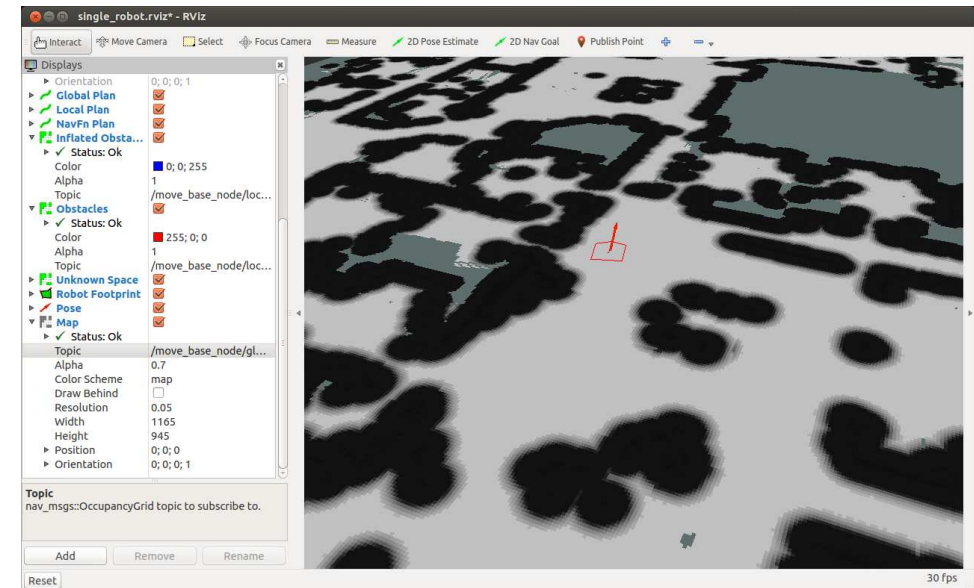 single_robot.rviz* - RViz
Interact Move Camera Select Focus Camera Measure 2D Pose Estimate 2D Nav Goal Publish Point
Displays
Orientation 0; 0; 0; 1
Global Plan
Local Plan
NavFn Plan
Inflated Obsta...
Status: Ok
Color 0; 0; 255
Alpha 1
Topic /move_base_node/loc...
Obstacles
Status: Ok
Color 255; 0; 0
Alpha 1
Topic /move_base_node/loc...
Unknown Space
Robot Footprint
Pose
Map
Status: Ok
Topic /move_base_node/gl...
Alpha 0.7
Color Scheme map
Draw Behind
Resolution 0.05
Width 1165
Height 945
Position 0; 0; 0
Orientation 0; 0; 0; 1
Topic
nav_msgs::OccupancyGrid topic to subscribe to.
Add Remove Rename
Reset 30 fps